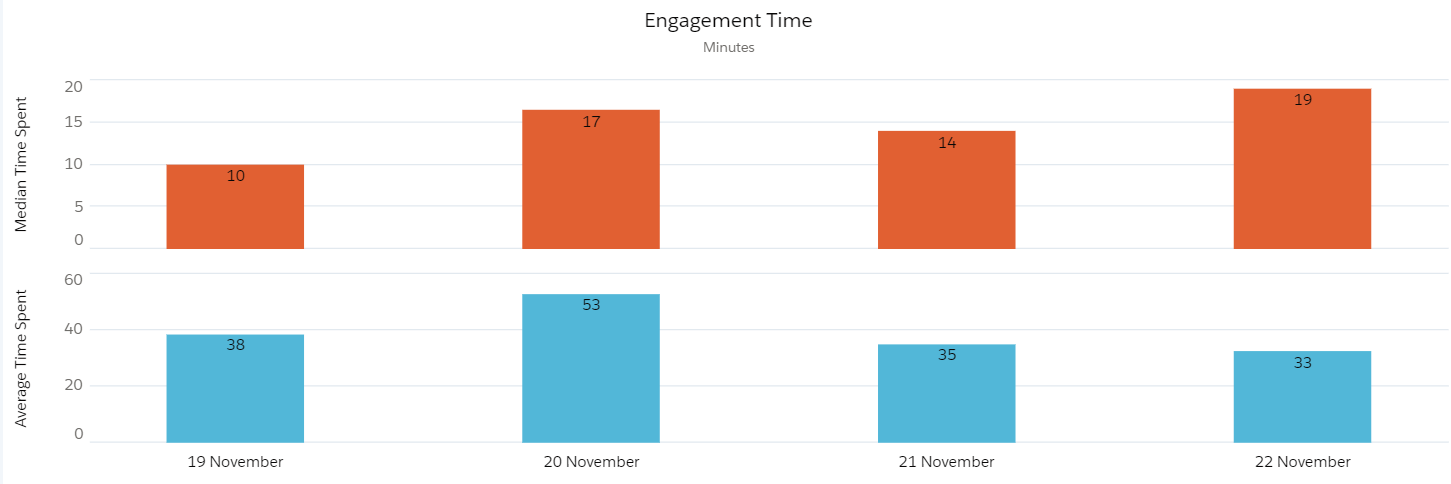 Engagement Time
Minutes
Median Time Spent
20
15
10
5
0
10
17
14
19
Average Time Spent
60
40
20
0
38
53
35
33
19 November
20 November
21 November
22 November